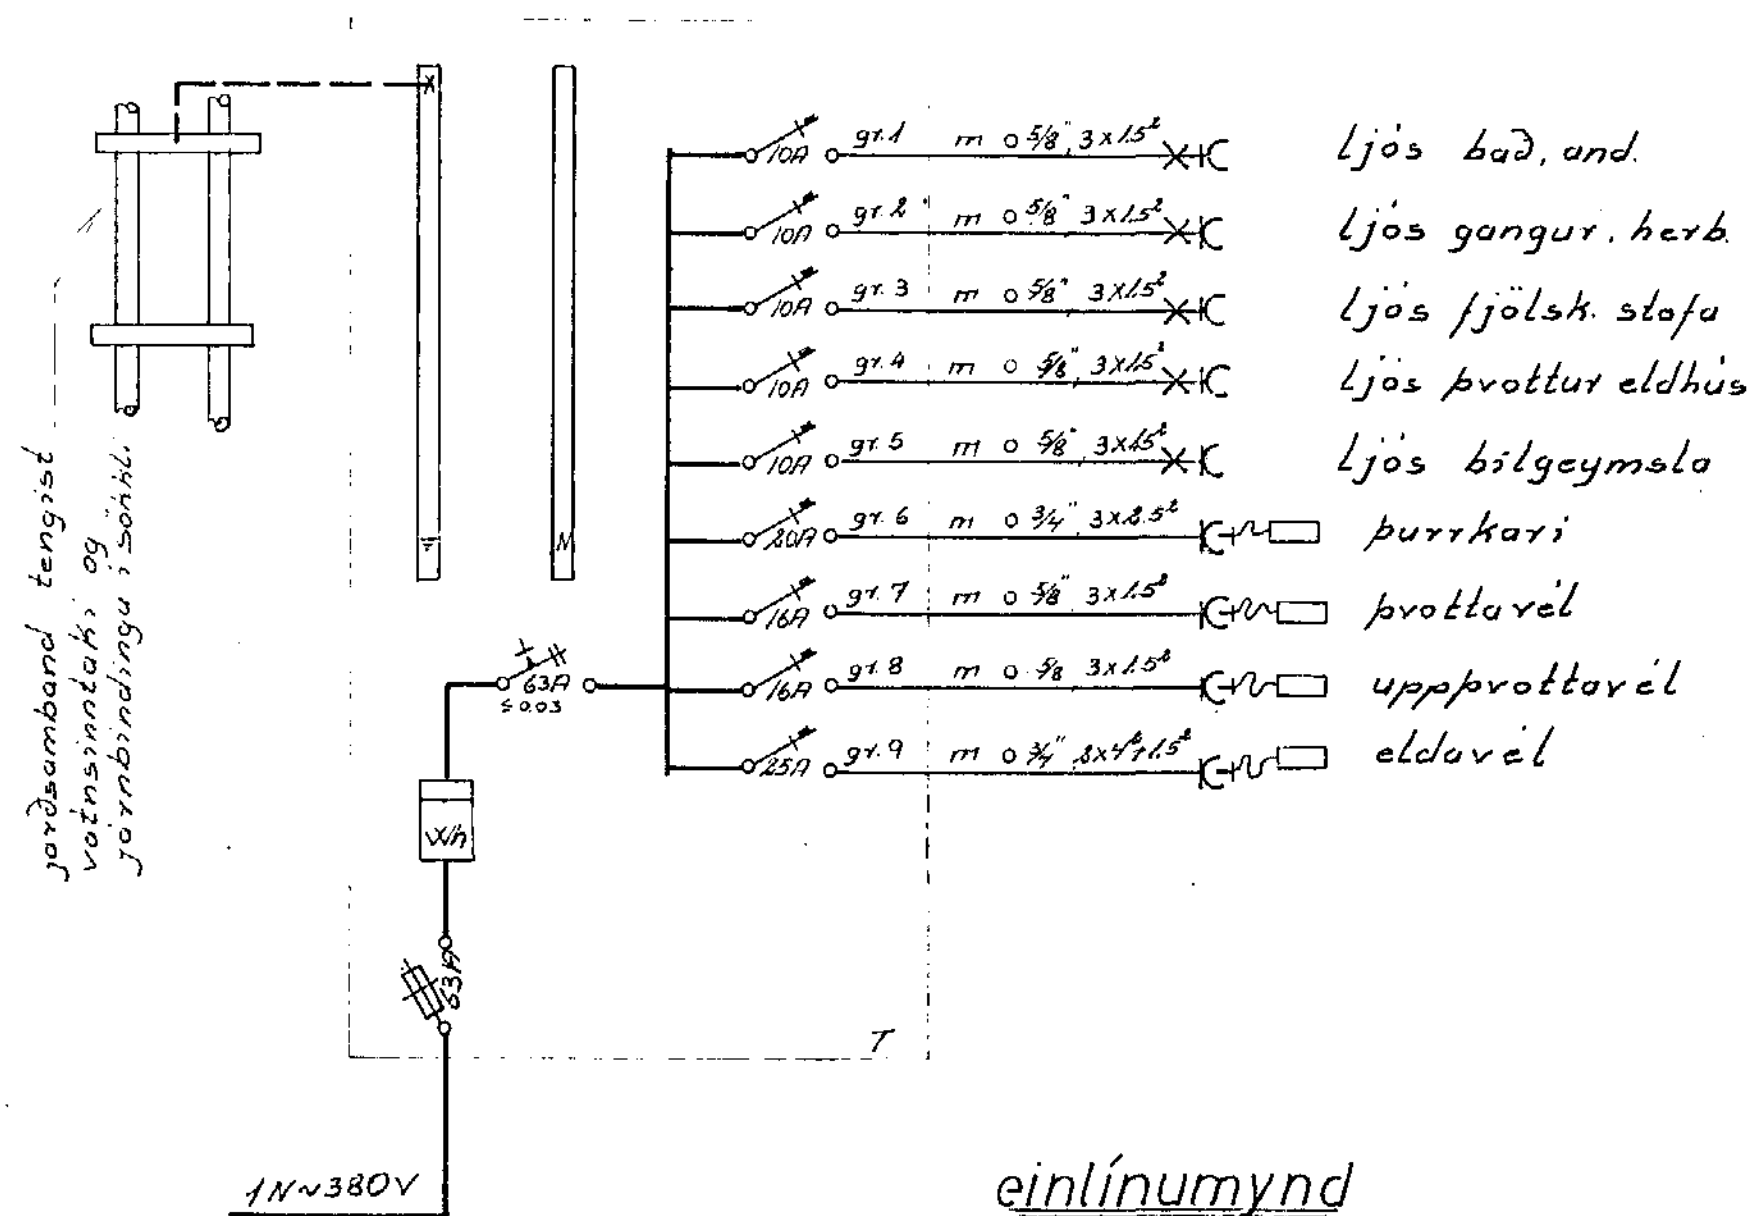 10A gr.1 m o 5/8" 3x1.5² ljós bað, and.
10A gr.2 m o 5/8" 3x1.5² ljós gangur, herb.
10A gr.3 m o 5/8" 3x1.5² ljós fjölsk. stofa
10A gr.4 m o 5/8" 3x1.5² ljós þvottur eldhús
10A gr.5 m o 5/8" 3x1.5² ljós bílgeymsla
20A gr.6 m o 3/4" 3x2.5² þurrkari
16A gr.7 m o 5/8" 3x1.5² þvottavél
16A gr.8 m o 5/8 3x1.5² uppþvottavél
25A gr.9 m o 3/4" 2x4²+1.5² eldavél
N
63A
≤0.03
Wh
63A
T
jarðsamband tengist
vatnsinntaki og
járnbindingu í sökkl.
1N~380V
einlínumynd